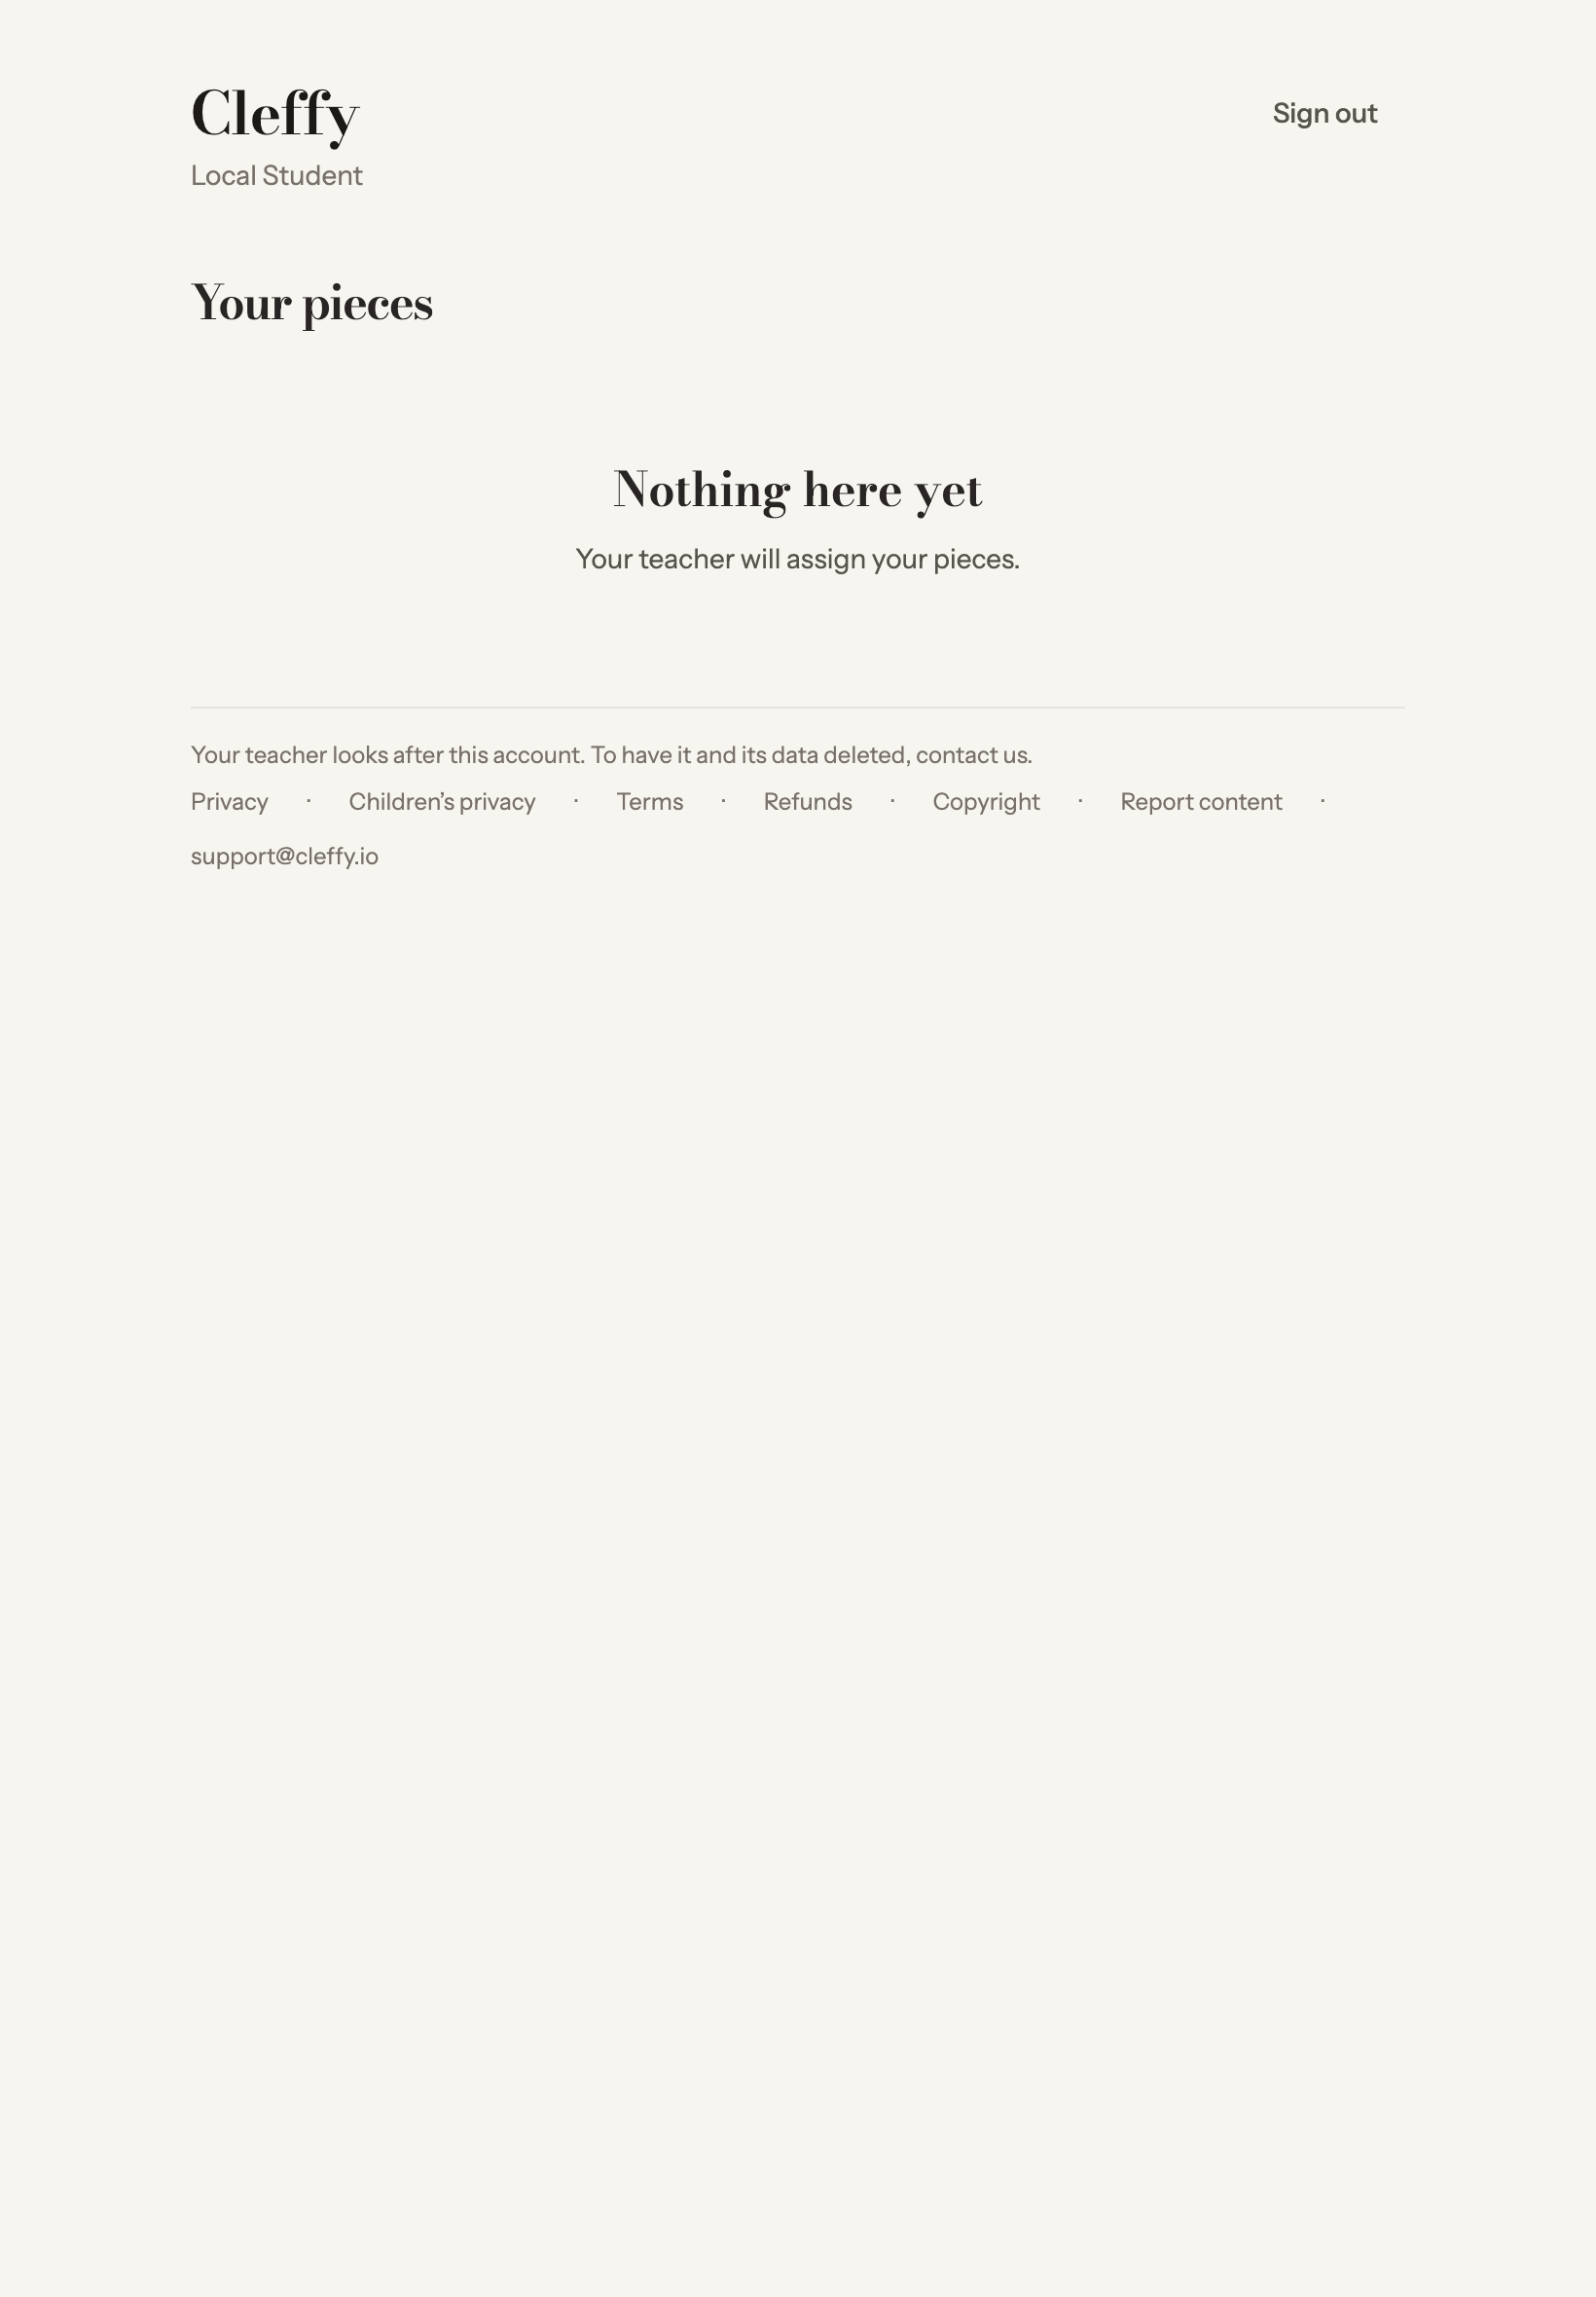 Cleffy
Sign out
Local Student
Your pieces
Nothing here yet
Your teacher will assign your pieces.
Your teacher looks after this account. To have it and its data deleted, contact us.
Privacy · Children’s privacy · Terms · Refunds · Copyright · Report content ·
support@cleffy.io